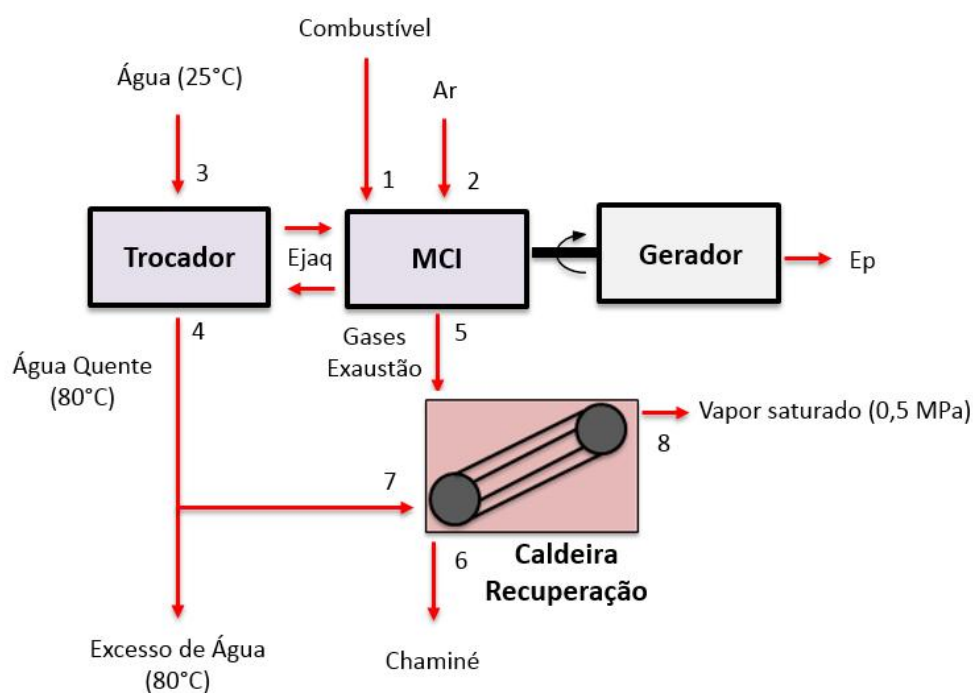 Combustível
Água (25°C)
Ar
3
1
2
Trocador
Ejaq
MCI
Gerador
Ep
4
Gases
Exaustão
5
Água Quente
(80°C)
Vapor saturado (0,5 MPa)
8
7
6
Caldeira
Recuperação
Excesso de Água
(80°C)
Chaminé